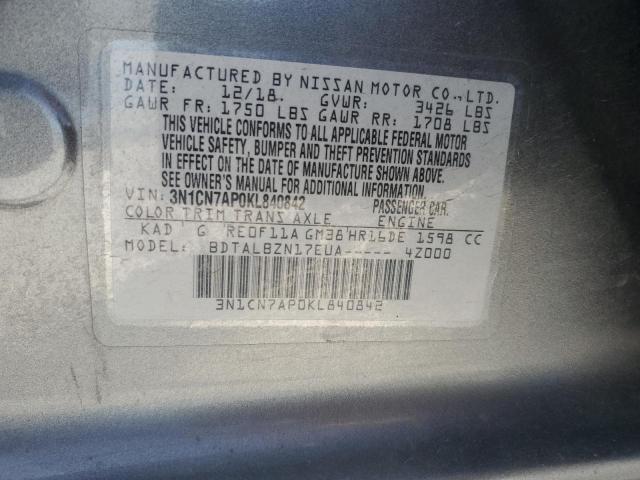 MANUFACTURED BY NISSAN MOTOR CO., LTD.
DATE: 12/18 GVWR: 3426 LBS
GAWR FR: 1750 LBS GAWR RR: 1708 LBS
THIS VEHICLE CONFORMS TO ALL APPLICABLE FEDERAL MOTOR
VEHICLE SAFETY, BUMPER AND THEFT PREVENTION STANDARDS
IN EFFECT ON THE DATE OF MANUFACTURE SHOWN ABOVE.
SEE OWNER'S MANUAL FOR ADDITIONAL INFORMATION.
VIN: 3N1CN7AP0KL840842 PASSENGER CAR
COLOR TRIM TRANS AXLE ENGINE
KAD G RE0F11A GM38 HR16DE 1598 CC
MODEL: BDTALBZN17EUA----- 4Z000
3N1CN7AP0KL840842